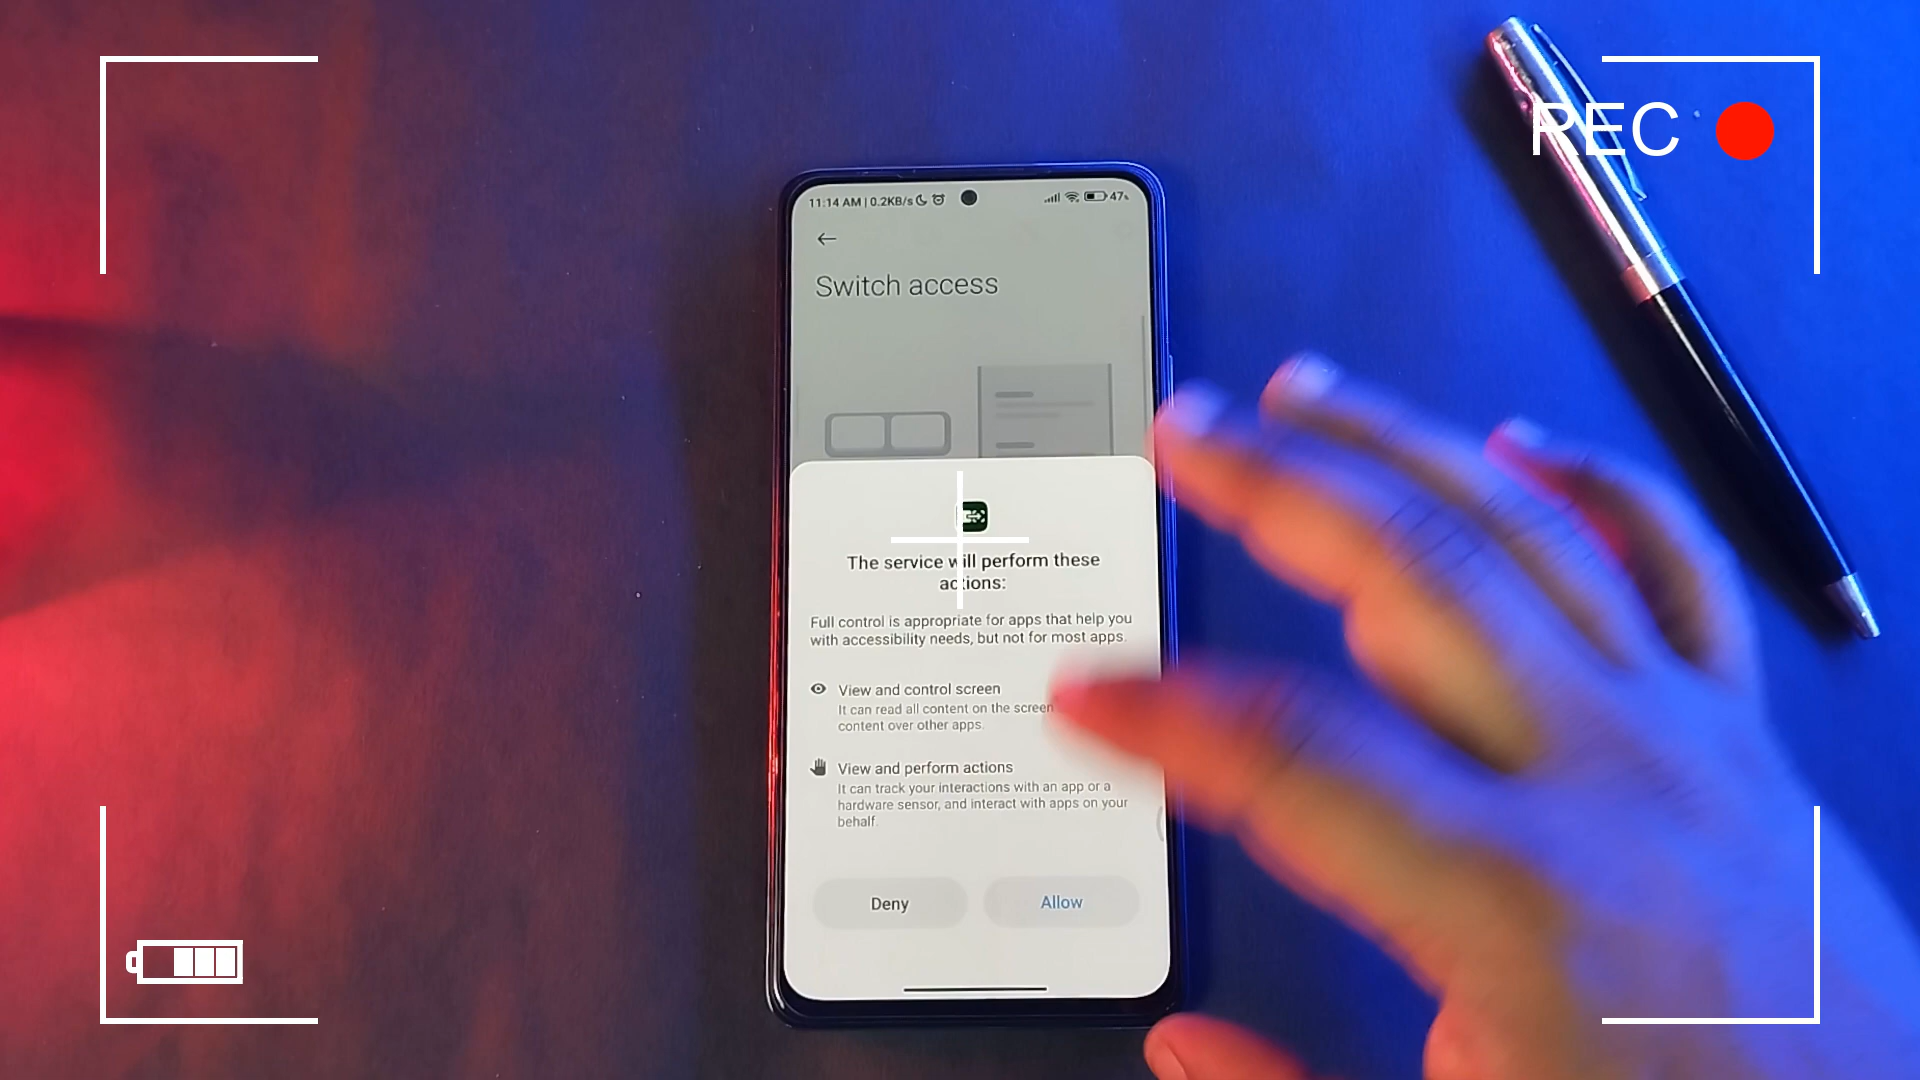 REC
11:14 AM | 0.2KB/s
47%
Switch access
The service will perform these
actions:
Full control is appropriate for apps that help you
with accessibility needs, but not for most apps.
View and control screen
It can read all content on the screen
content over other apps.
View and perform actions
It can track your interactions with an app or a
hardware sensor, and interact with apps on your
behalf.
Deny
Allow